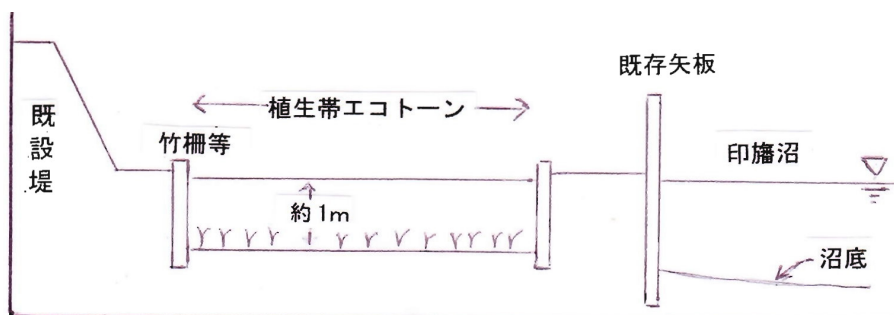 既設堤
竹柵等
植生帯エコトーン
約1m
既存矢板
印旛沼
沼底